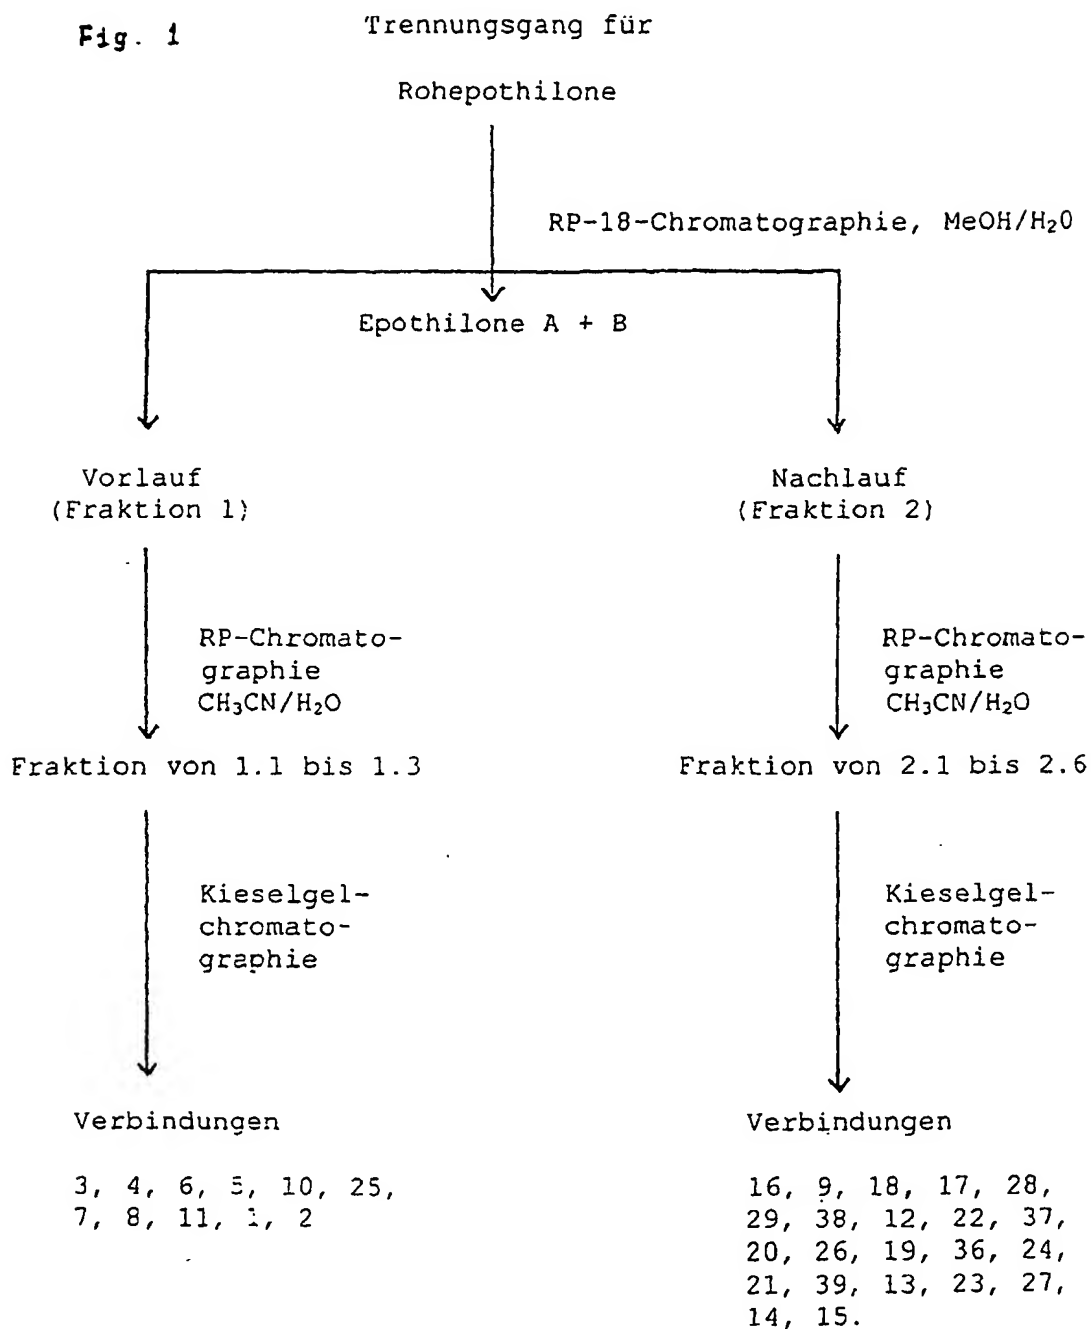 Fig. 1
Trennungsgang für
Rohepothilone
RP-18-Chromatographie, MeOH/H₂O
Epothilone A + B
Vorlauf
(Fraktion 1)
Nachlauf
(Fraktion 2)
RP-Chromato-
graphie
CH₃CN/H₂O
RP-Chromato-
graphie
CH₃CN/H₂O
Fraktion von 1.1 bis 1.3
Fraktion von 2.1 bis 2.6
Kieselgel-
chromato-
graphie
Kieselgel-
chromato-
graphie
Verbindungen
3, 4, 6, 5, 10, 25,
7, 8, 11, 1, 2
Verbindungen
16, 9, 18, 17, 28,
29, 38, 12, 22, 37,
20, 26, 19, 36, 24,
21, 39, 13, 23, 27,
14, 15.